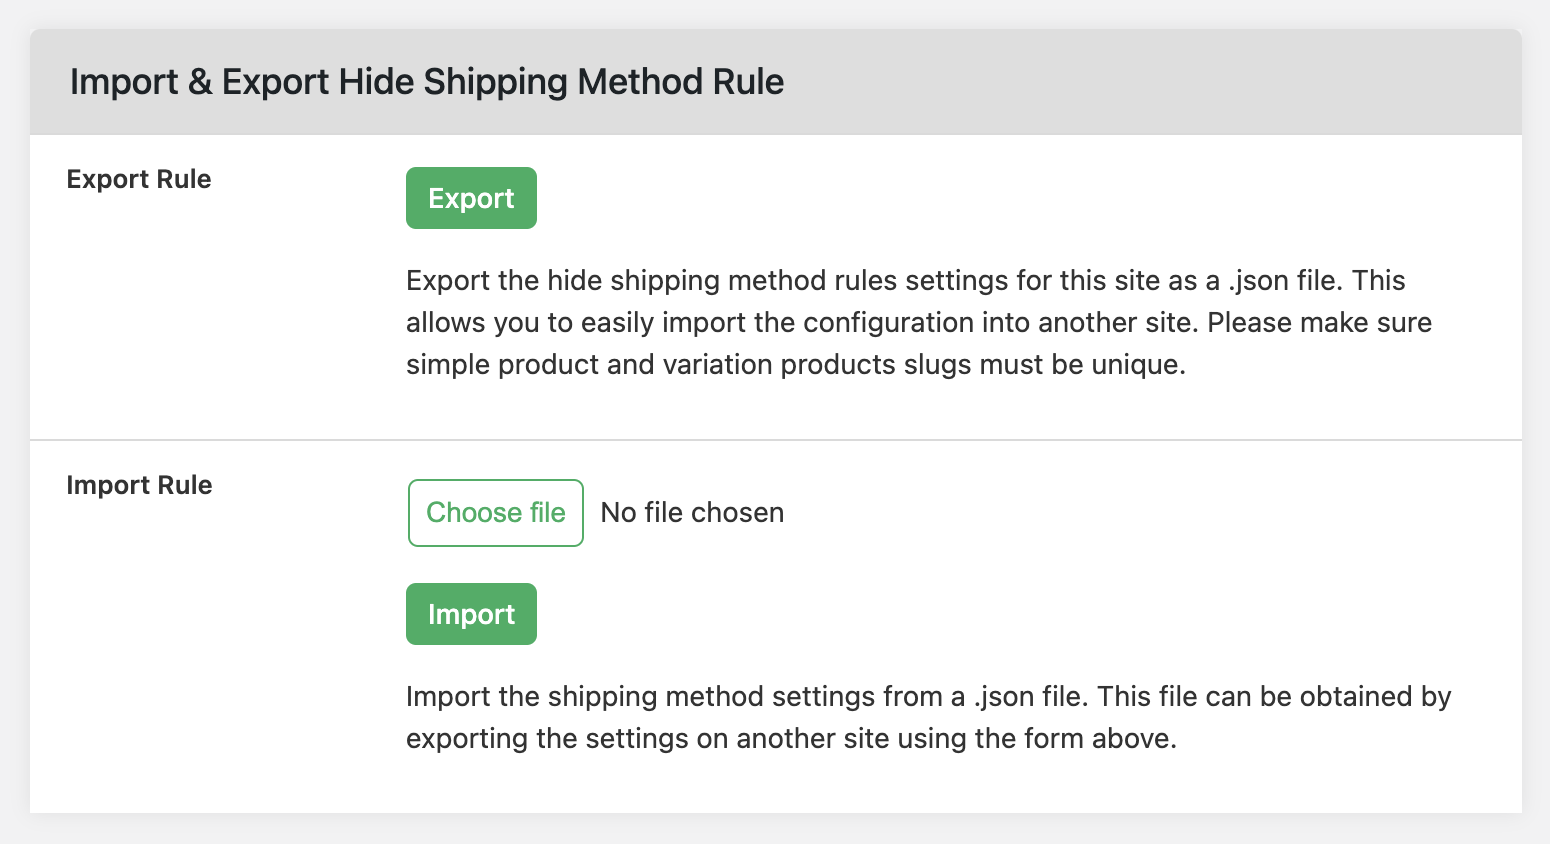 Import & Export Hide Shipping Method Rule
Export Rule
Export
Export the hide shipping method rules settings for this site as a .json file. This
allows you to easily import the configuration into another site. Please make sure
simple product and variation products slugs must be unique.
Import Rule
Choose file No file chosen
Import
Import the shipping method settings from a .json file. This file can be obtained by
exporting the settings on another site using the form above.